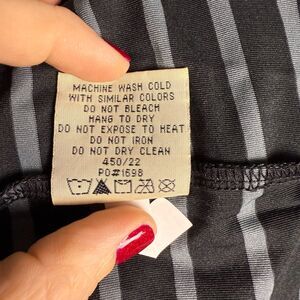 MACHINE WASH COLD
WITH SIMILAR COLORS
DO NOT BLEACH
HANG TO DRY
DO NOT EXPOSE TO HEAT
DO NOT IRON
DO NOT DRY CLEAN
450/22
PO#1698